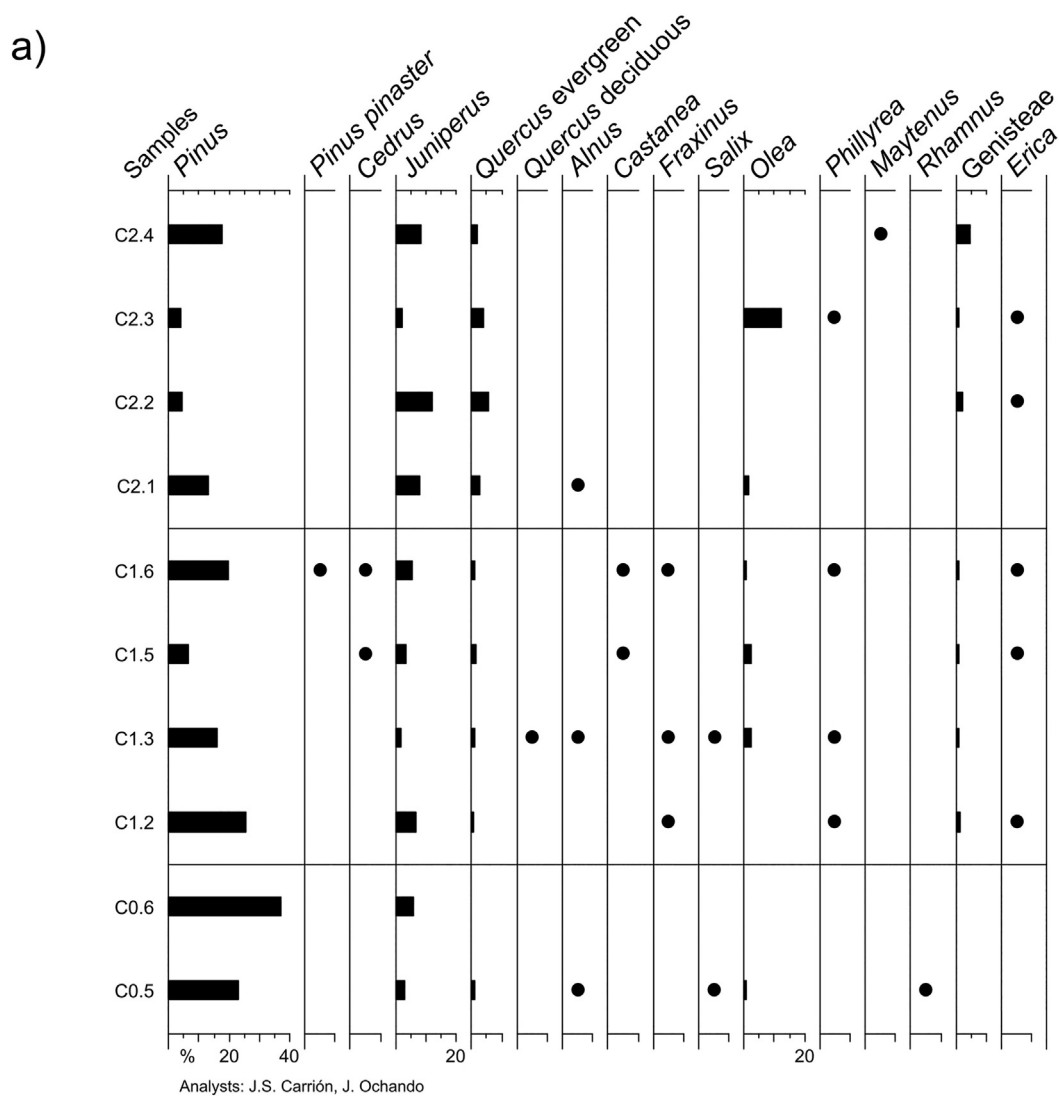 a)
Samples
Pinus
Pinus pinaster
Cedrus
Juniperus
Quercus evergreen
Quercus deciduous
Alnus
Castanea
Fraxinus
Salix
Olea
Phillyrea
Maytenus
Rhamnus
Genisteae
Erica
C2.4
C2.3
C2.2
C2.1
C1.6
C1.5
C1.3
C1.2
C0.6
C0.5
% 20 40 20 20
Analysts: J.S. Carrión, J. Ochando